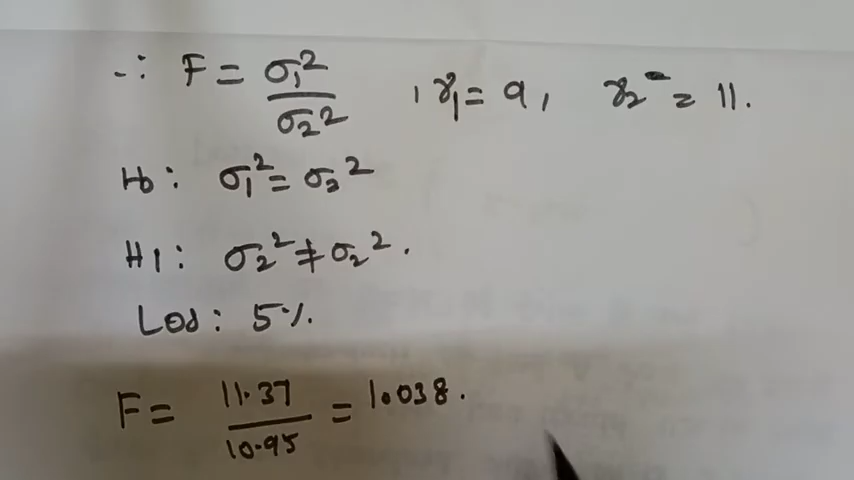 ∴ F = σ₁² / σ₂² , γ₁ = 9, γ₂ = 11.
H0: σ₁² = σ₂²
H1: σ₂² ≠ σ₂².
Los: 5%.
F = 11.37 / 10.95 = 1.038.